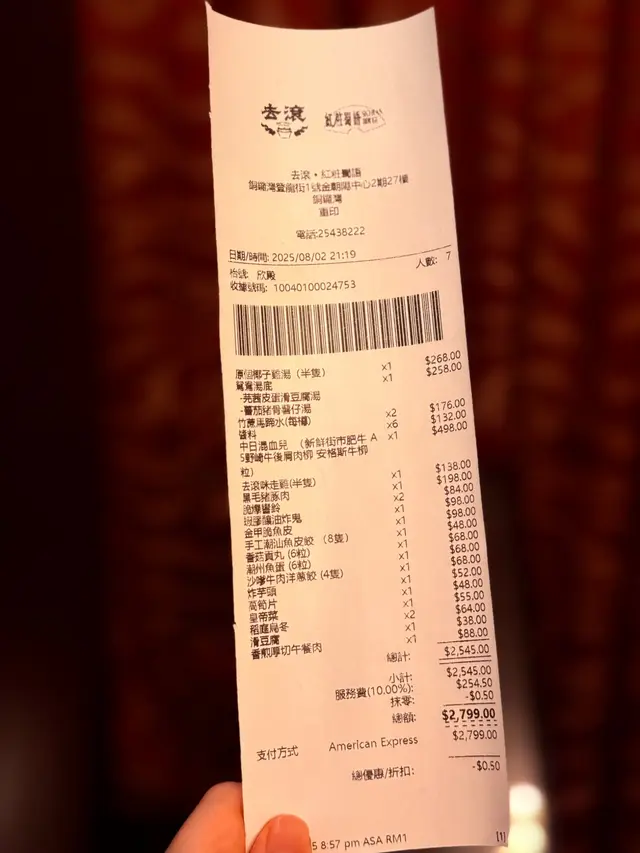 去滾
去滾・紅粧蜀語
銅鑼灣登龍街1號金朝陽中心2期27樓
銅鑼灣
重印
電話:25438222
日期/時間: 2025/08/02 21:19 人數: 7
枱號: 欣殿
收據號碼: 10040100024753
原個椰子雞湯（半隻） x1 $268.00
鴛鴦湯底 x1 $258.00
-芫茜皮蛋滑豆腐湯
-蕃茄豬骨薯仔湯
竹蔗馬蹄水(每樽) x2 $176.00
醬料 x6 $132.00
中日混血兒 （新鮮街市肥牛 A x1 $498.00
5野崎牛後肩肉柳 安格斯牛柳
粒）
去滾咪走雞(半隻) x1 $138.00
黑毛豬豚肉 x1 $198.00
脆爆響鈴 x2 $84.00
蝦滑釀油炸鬼 x1 $98.00
金甲脆魚皮 x1 $98.00
手工潮汕魚皮餃 （8隻） x1 $48.00
香菇貢丸 (6粒) x1 $68.00
潮州魚蛋 (6粒) x1 $68.00
沙嗲牛肉洋蔥餃 (4隻) x1 $68.00
炸芋頭 x1 $52.00
萵筍片 x1 $48.00
皇帝菜 x1 $55.00
稻庭烏冬 x2 $64.00
滑豆腐 x1 $38.00
香煎厚切午餐肉 x1 $88.00
總計: $2,545.00
小計: $2,545.00
服務費(10.00%): $254.50
抹零: -$0.50
總額: $2,799.00
支付方式 American Express $2,799.00
總優惠/折扣: -$0.50
5 8:57 pm ASA RM1 [1]